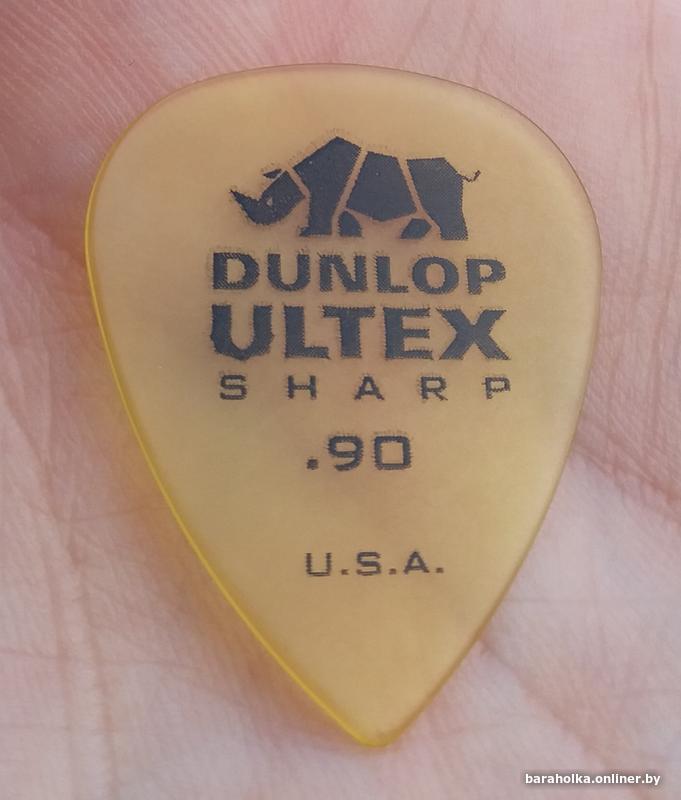 DUNLOP
ULTEX
SHARP
.90
U.S.A.
baraholka.onliner.by